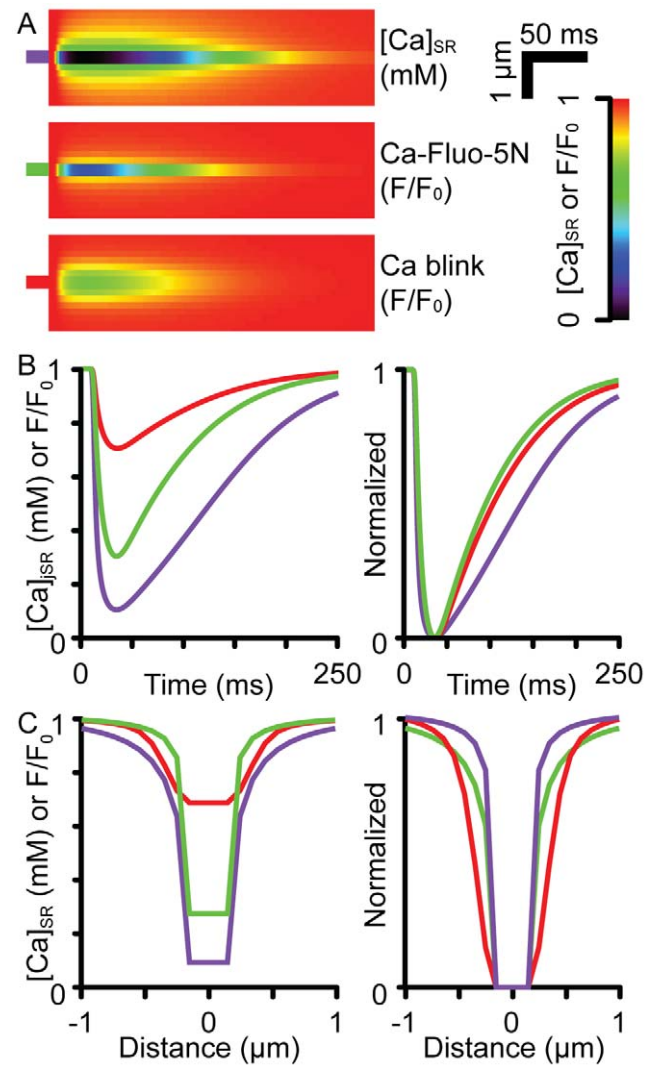 A
[Ca]SR
(mM)
50 ms
1 µm
Ca-Fluo-5N
(F/F0)
Ca blink
(F/F0)
1
0
[Ca]SR or F/F0
B
1
0
[Ca]jSR (mM) or F/F0
0
Time (ms)
250
1
0
Normalized
0
Time (ms)
250
C
1
0
[Ca]SR (mM) or F/F0
-1
0
1
Distance (µm)
1
0
Normalized
-1
0
1
Distance (µm)